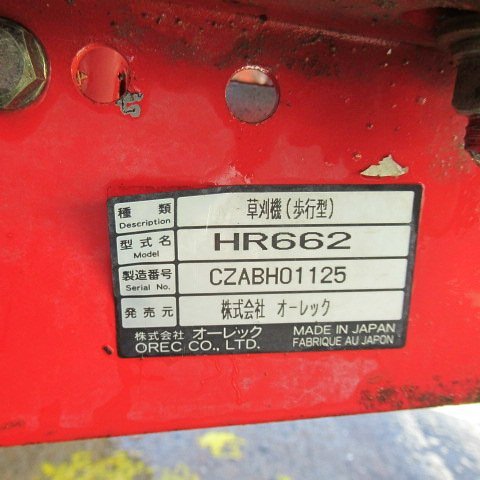 種類 草刈機(歩行型)
Description
型式名 HR662
Model
製造番号 CZABH01125
Serial No.
発売元 株式会社 オーレック
株式会社 オーレック MADE IN JAPAN
OREC CO., LTD. FABRIQUE AU JAPON